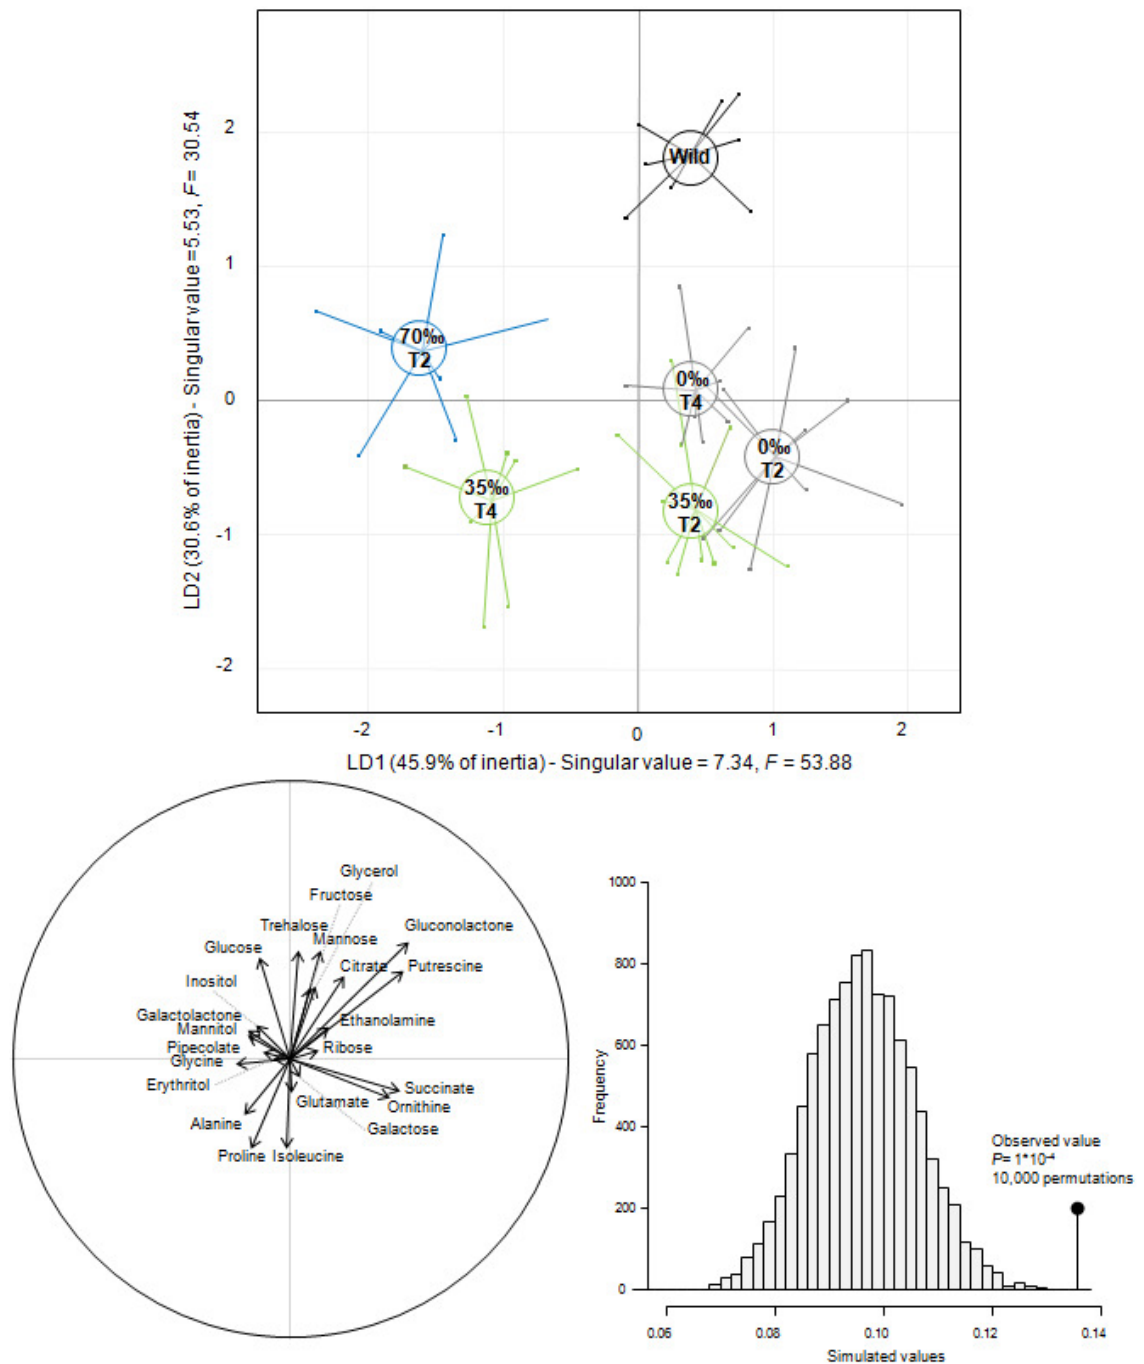 Wild
70‰
T2
0‰
T4
0‰
T2
35‰
T4
35‰
T2
2
1
0
-1
-2
LD2 (30.6% of inertia) - Singular value = 5.53, F = 30.54
-2
-1
0
1
2
LD1 (45.9% of inertia) - Singular value = 7.34, F = 53.88
Glycerol
Fructose
Trehalose
Mannose
Gluconolactone
Glucose
Citrate
Putrescine
Inositol
Galactolactone
Ethanolamine
Mannitol
Pipecolate
Ribose
Glycine
Erythritol
Succinate
Glutamate
Ornithine
Alanine
Galactose
Proline
Isoleucine
1000
800
600
400
200
0
Frequency
Observed value
P= 1*10-4
10,000 permutations
0.06
0.08
0.10
0.12
0.14
Simulated values